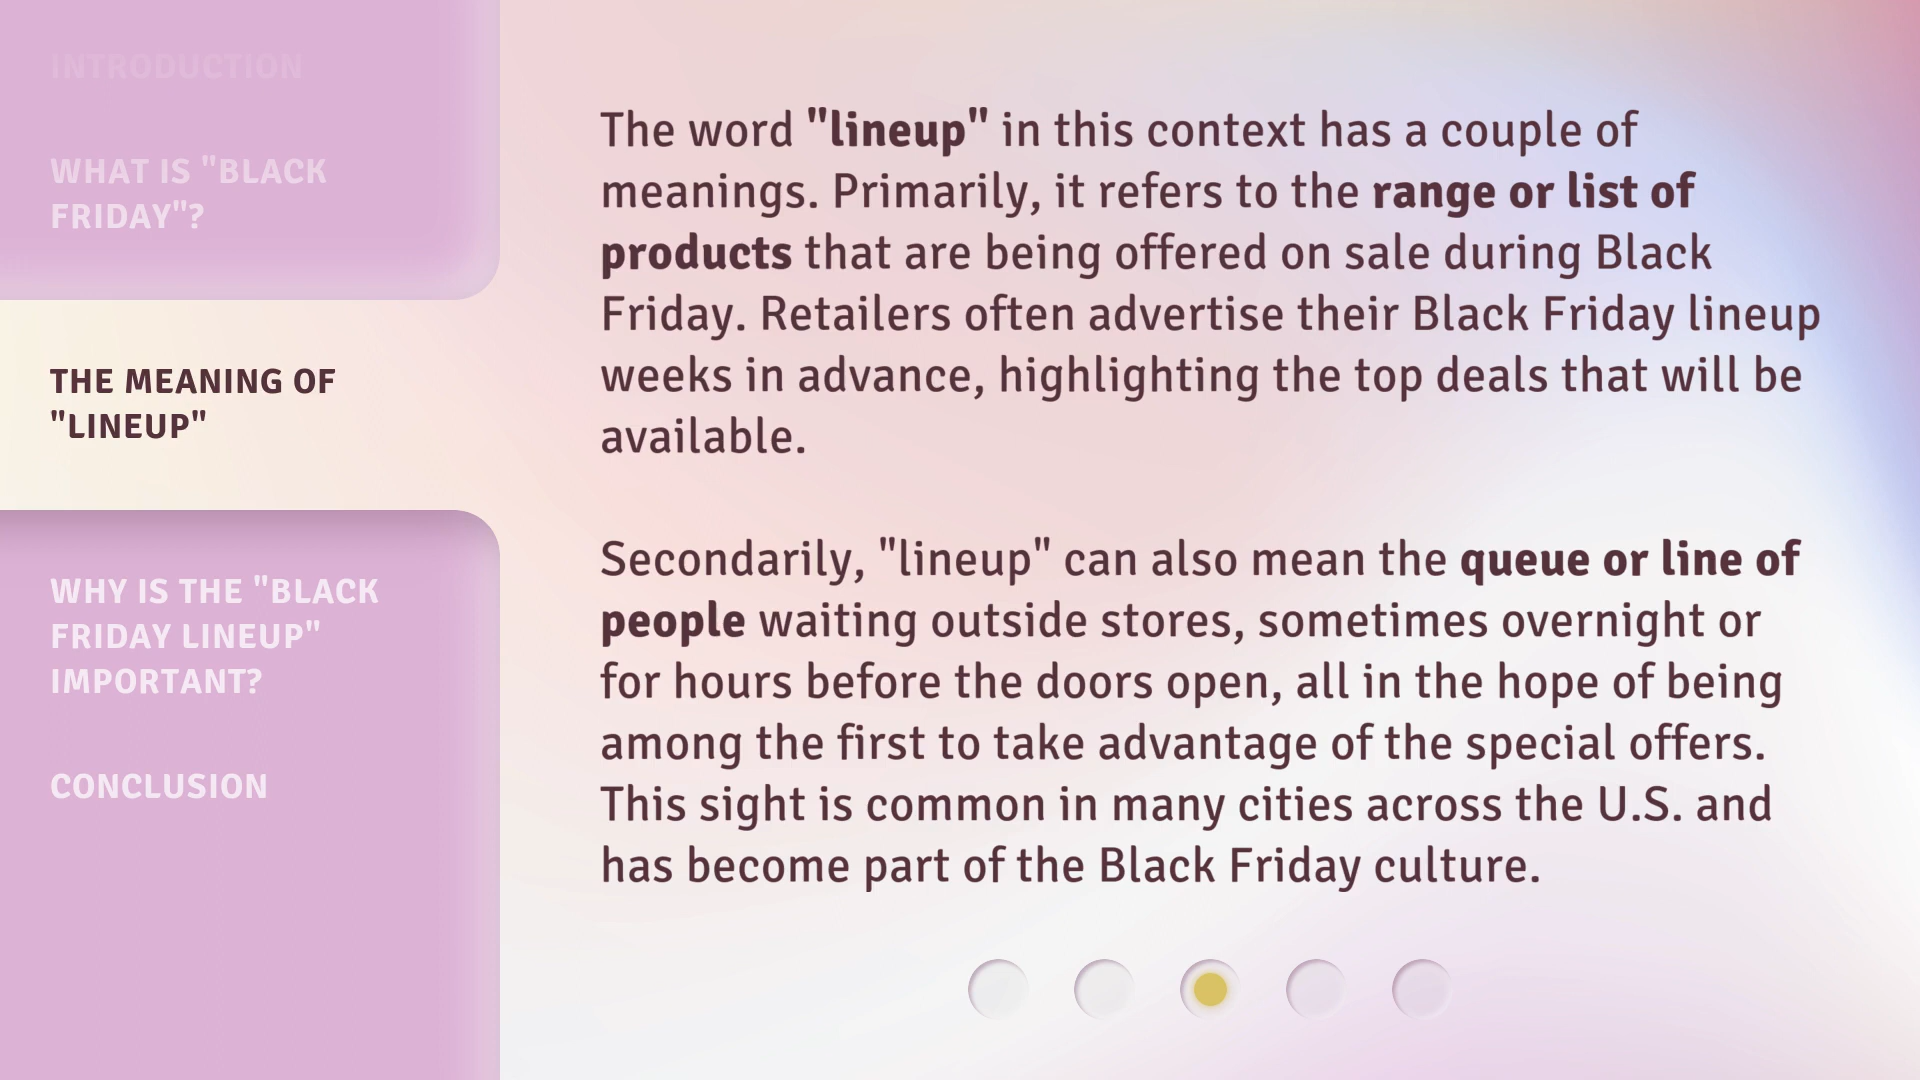 INTRODUCTION
WHAT IS "BLACK
FRIDAY"?
THE MEANING OF
"LINEUP"
WHY IS THE "BLACK
FRIDAY LINEUP"
IMPORTANT?
CONCLUSION
The word "lineup" in this context has a couple of
meanings. Primarily, it refers to the range or list of
products that are being offered on sale during Black
Friday. Retailers often advertise their Black Friday lineup
weeks in advance, highlighting the top deals that will be
available.
Secondarily, "lineup" can also mean the queue or line of
people waiting outside stores, sometimes overnight or
for hours before the doors open, all in the hope of being
among the first to take advantage of the special offers.
This sight is common in many cities across the U.S. and
has become part of the Black Friday culture.